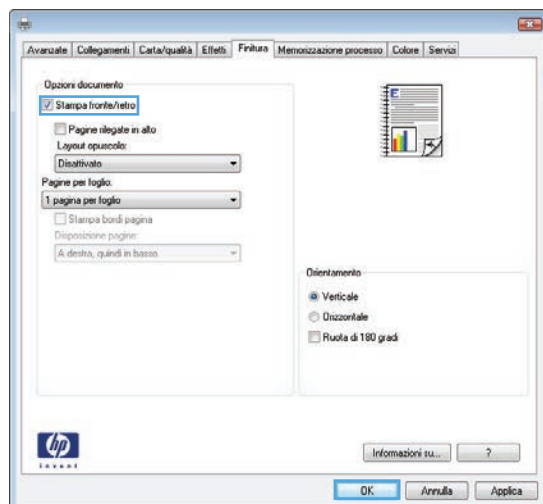 Avanzate Collegamenti Carta/qualità Effetti Finitura Memorizzazione processo Colore Servizi
Opzioni documento
Stampa fronte/retro
Pagine rilegate in alto
Layout opuscolo:
Disattivato
Pagine per foglio:
1 pagina per foglio
Stampa bordi pagina
Disposizione pagine:
A destra, quindi in basso
E
Orientamento
Verticale
Orizzontale
Ruota di 180 gradi
hp
invent
Informazioni su... ?
OK Annulla Applica